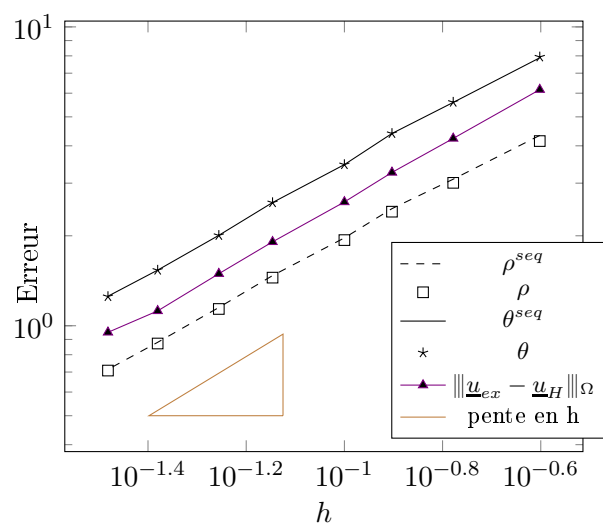 10^1
10^0
Erreur
10^−1.4
10^−1.2
10^−1
10^−0.8
10^−0.6
h
ρ^seq
ρ
θ^seq
θ
|||u_ex − u_H|||_Ω
pente en h